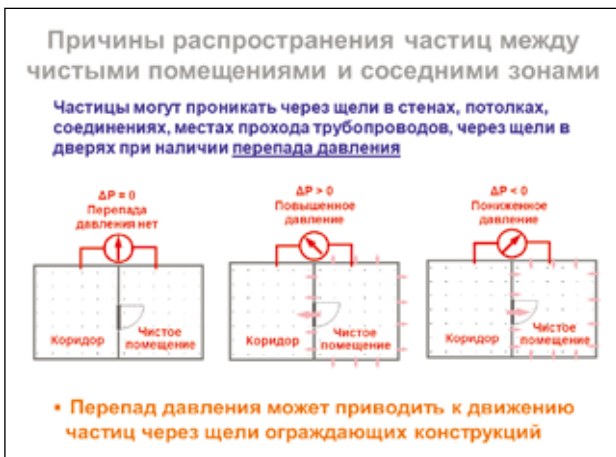 Причины распространения частиц между
чистыми помещениями и соседними зонами
Частицы могут проникать через щели в стенах, потолках,
соединениях, местах прохода трубопроводов, через щели в
дверях при наличии перепада давления
ΔP = 0
Перепада
давления нет
ΔP > 0
Повышенное
давление
ΔP < 0
Пониженное
давление
Коридор
Чистое
помещение
Коридор
Чистое
помещение
Коридор
Чистое
помещение
• Перепад давления может приводить к движению
частиц через щели ограждающих конструкций